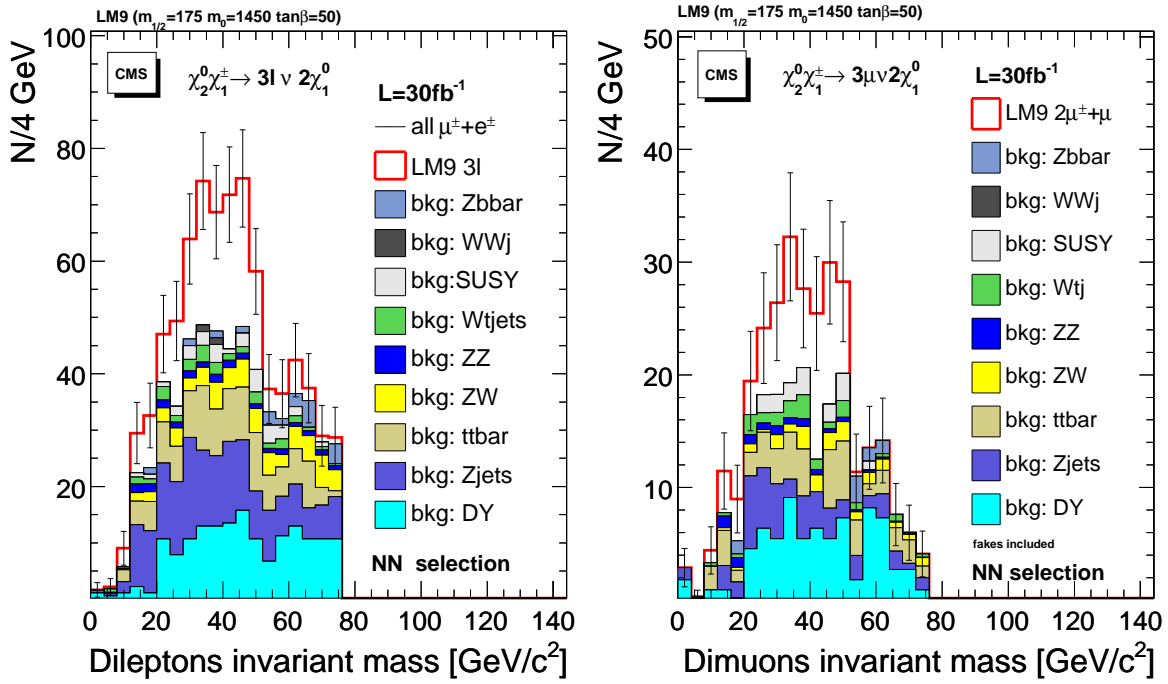 LM9 (m1/2=175 m0=1450 tanβ=50)
N/4 GeV
100
80
60
40
20
CMS
χ⁰₂χ±₁→ 3l ν 2χ⁰₁
L=30fb⁻¹
all μ±+e±
LM9 3l
bkg: Zbbar
bkg: WWj
bkg:SUSY
bkg: Wtjets
bkg: ZZ
bkg: ZW
bkg: ttbar
bkg: Zjets
bkg: DY
NN selection
0 20 40 60 80 100 120 140
Dileptons invariant mass [GeV/c²]
LM9 (m1/2=175 m0=1450 tanβ=50)
N/4 GeV
50
40
30
20
10
CMS
χ⁰₂χ±₁→ 3μν2χ⁰₁
L=30fb⁻¹
LM9 2μ±+μ
bkg: Zbbar
bkg: WWj
bkg: SUSY
bkg: Wtj
bkg: ZZ
bkg: ZW
bkg: ttbar
bkg: Zjets
bkg: DY
fakes included
NN selection
0 20 40 60 80 100 120 140
Dimuons invariant mass [GeV/c²]